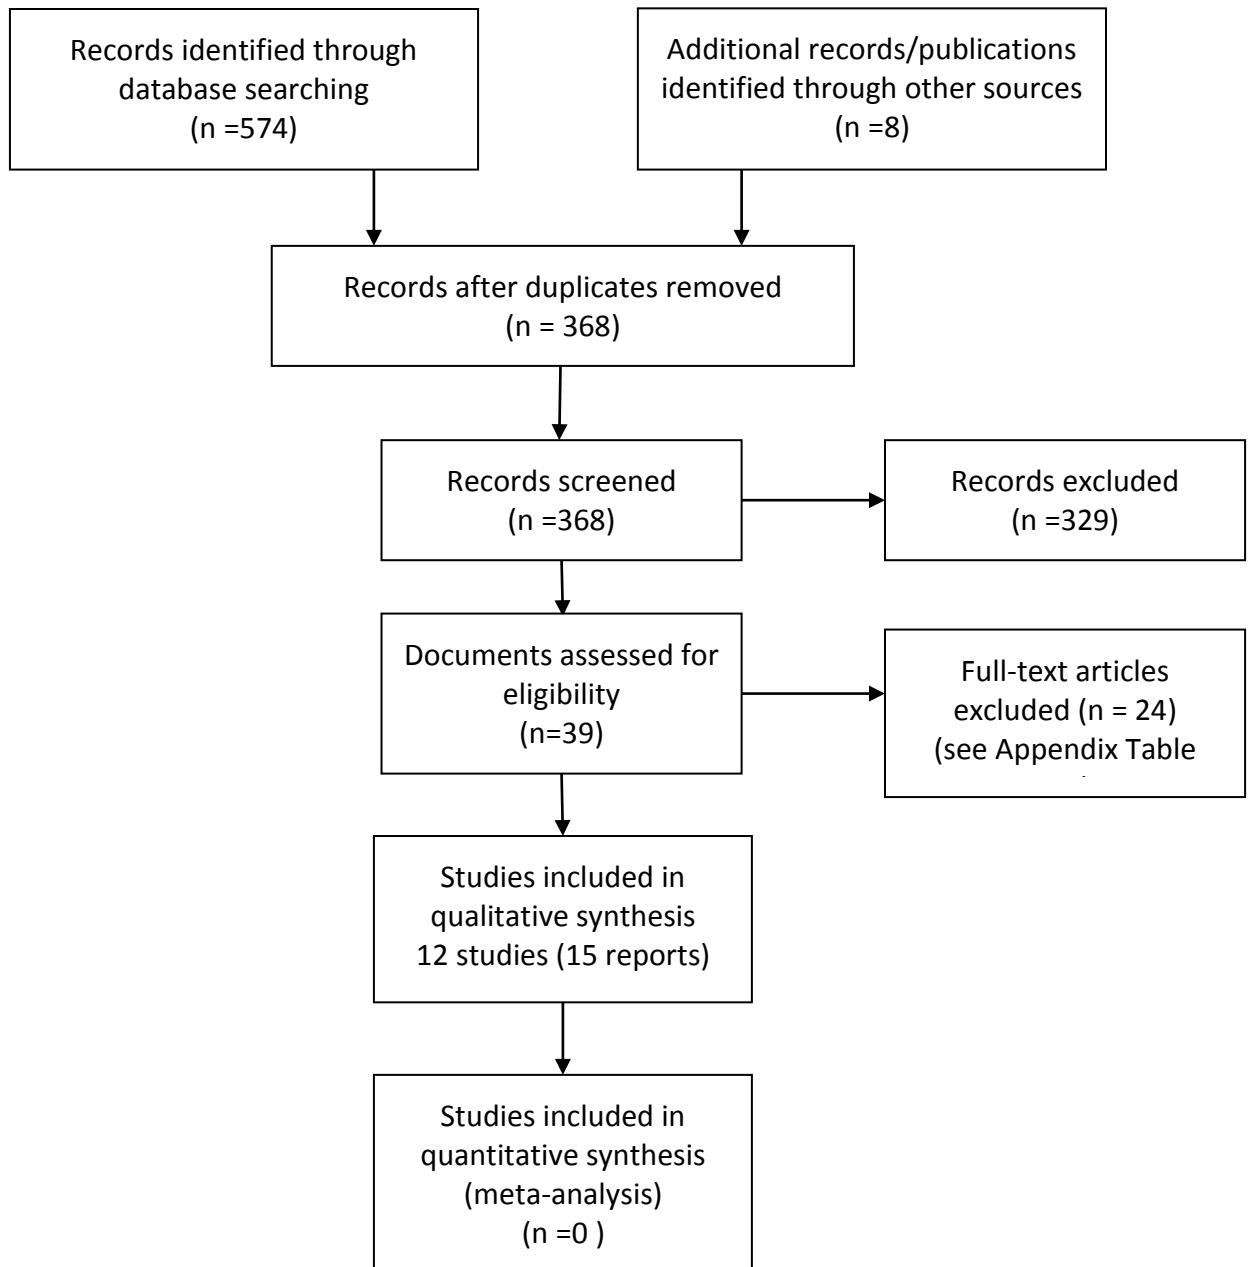 Records identified through
database searching
(n =574)
Additional records/publications
identified through other sources
(n =8)
Records after duplicates removed
(n = 368)
Records screened
(n =368)
Records excluded
(n =329)
Documents assessed for
eligibility
(n=39)
Full-text articles
excluded (n = 24)
(see Appendix Table
Studies included in
qualitative synthesis
12 studies (15 reports)
Studies included in
quantitative synthesis
(meta-analysis)
(n =0 )